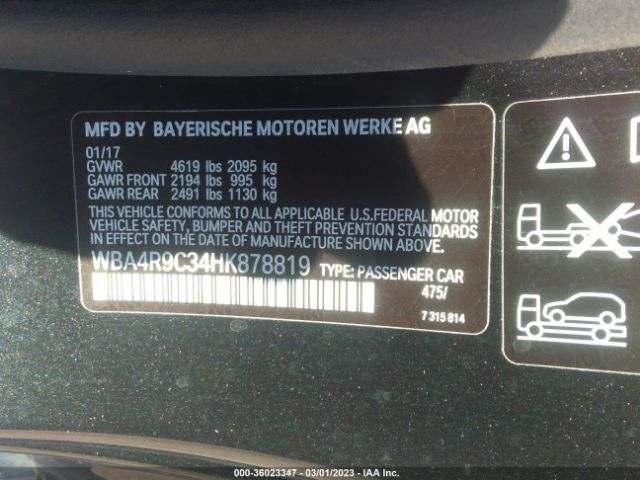 MFD BY BAYERISCHE MOTOREN WERKE AG
01/17
GVWR 4619 lbs 2095 kg
GAWR FRONT 2194 lbs 995 kg
GAWR REAR 2491 lbs 1130 kg
THIS VEHICLE CONFORMS TO ALL APPLICABLE U.S.FEDERAL MOTOR
VEHICLE SAFETY, BUMPER AND THEFT PREVENTION STANDARDS
IN EFFECT ON THE DATE OF MANUFACTURE SHOWN ABOVE.
WBA4R9C34HK878819 TYPE: PASSENGER CAR
475/
7 315 814
000-36023347 - 03/01/2023 - IAA Inc.